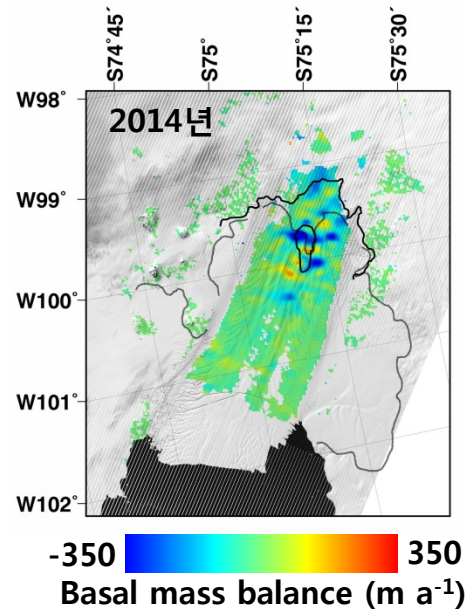 S74°45'
S75°
S75°15'
S75°30'
W98°
W99°
W100°
W101°
W102°
2014년
-350 350
Basal mass balance (m a-1)